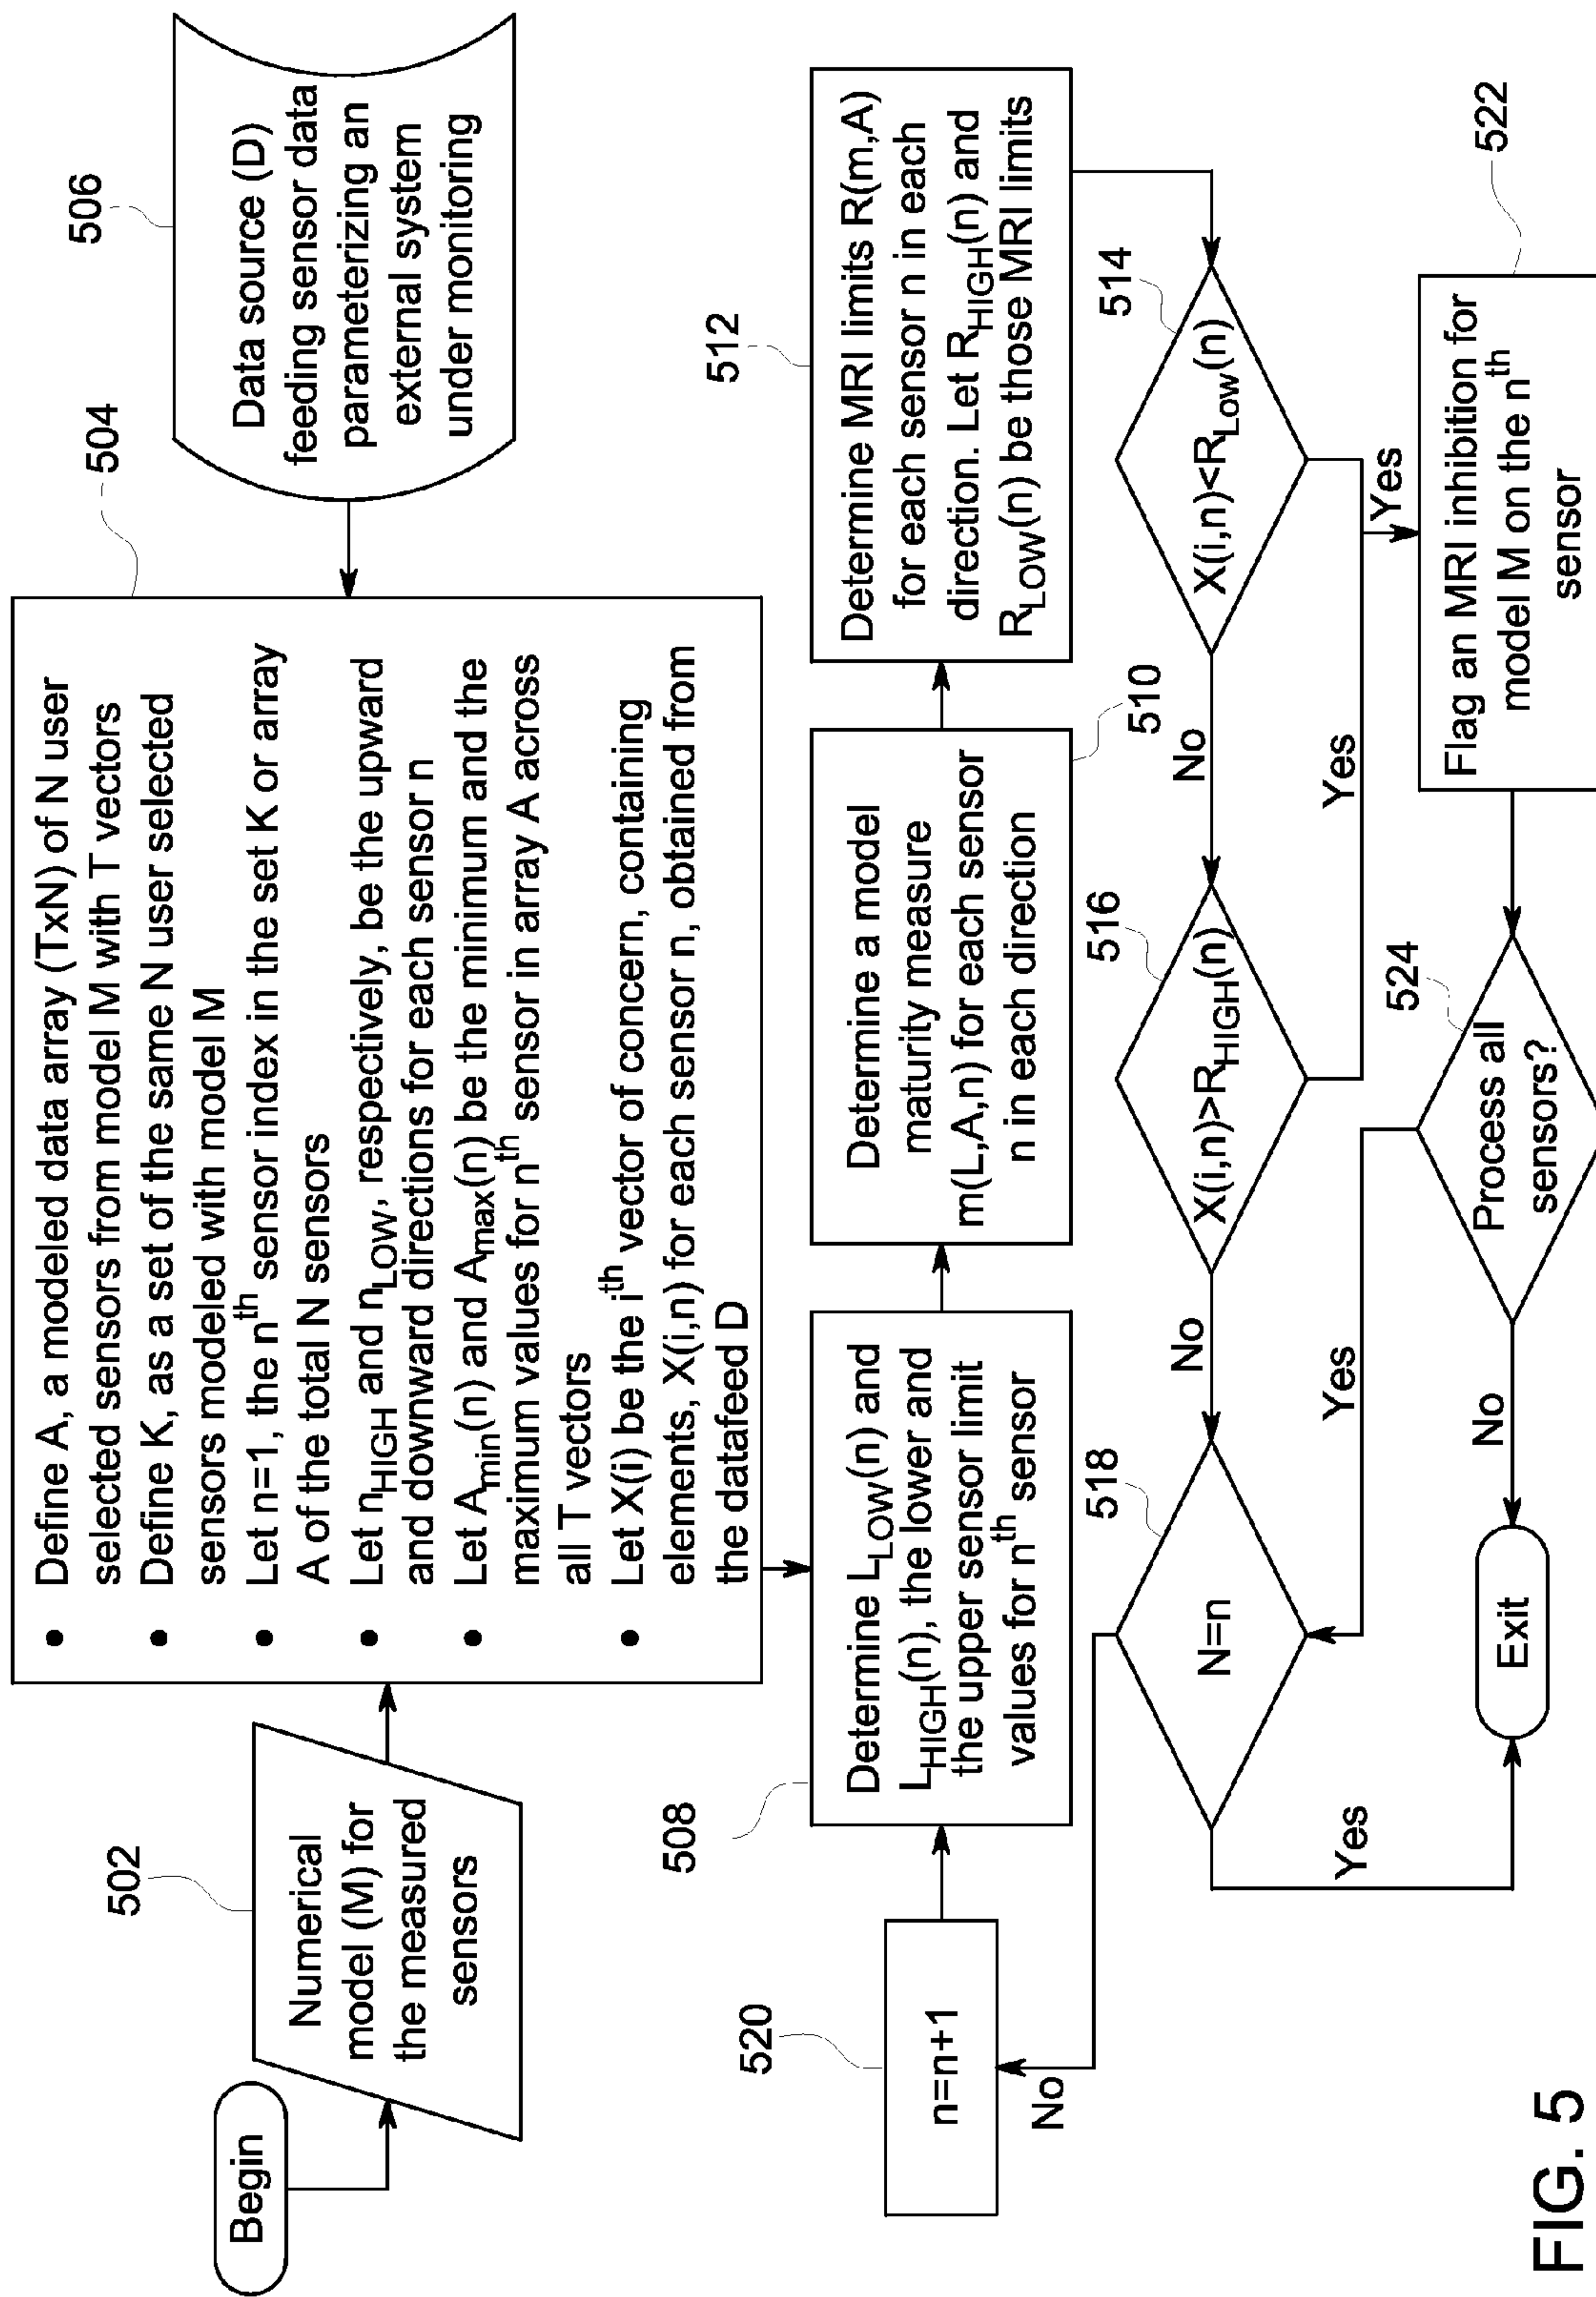 Begin
502
Numerical
model (M) for
the measured
sensors
504
• Define A, a modeled data array (TxN) of N user
selected sensors from model M with T vectors
• Define K, as a set of the same N user selected
sensors modeled with model M
• Let n=1, the nth sensor index in the set K or array
A of the total N sensors
• Let nHIGH and nLOW, respectively, be the upward
and downward directions for each sensor n
• Let Amin(n) and Amax(n) be the minimum and the
maximum values for nth sensor in array A across
all T vectors
• Let X(i) be the ith vector of concern, containing
elements, X(i,n) for each sensor n, obtained from
the datafeed D
506
Data source (D)
feeding sensor data
parameterizing an
external system
under monitoring
520
n=n+1
508
Determine LLOW(n) and
LHIGH(n), the lower and
the upper sensor limit
values for nth sensor
510
Determine a model
maturity measure
m(L,A,n) for each sensor
n in each direction
512
Determine MRI limits R(m,A)
for each sensor n in each
direction. Let RHIGH(n) and
RLOW(n) be those MRI limits
514
X(i,n)<RLow(n)
No
Yes
516
X(i,n)>RHIGH(n)
No
Yes
518
N=n
No
Yes
522
Flag an MRI inhibition for
model M on the nth
sensor
524
Process all
sensors?
Yes
No
Exit
FIG. 5